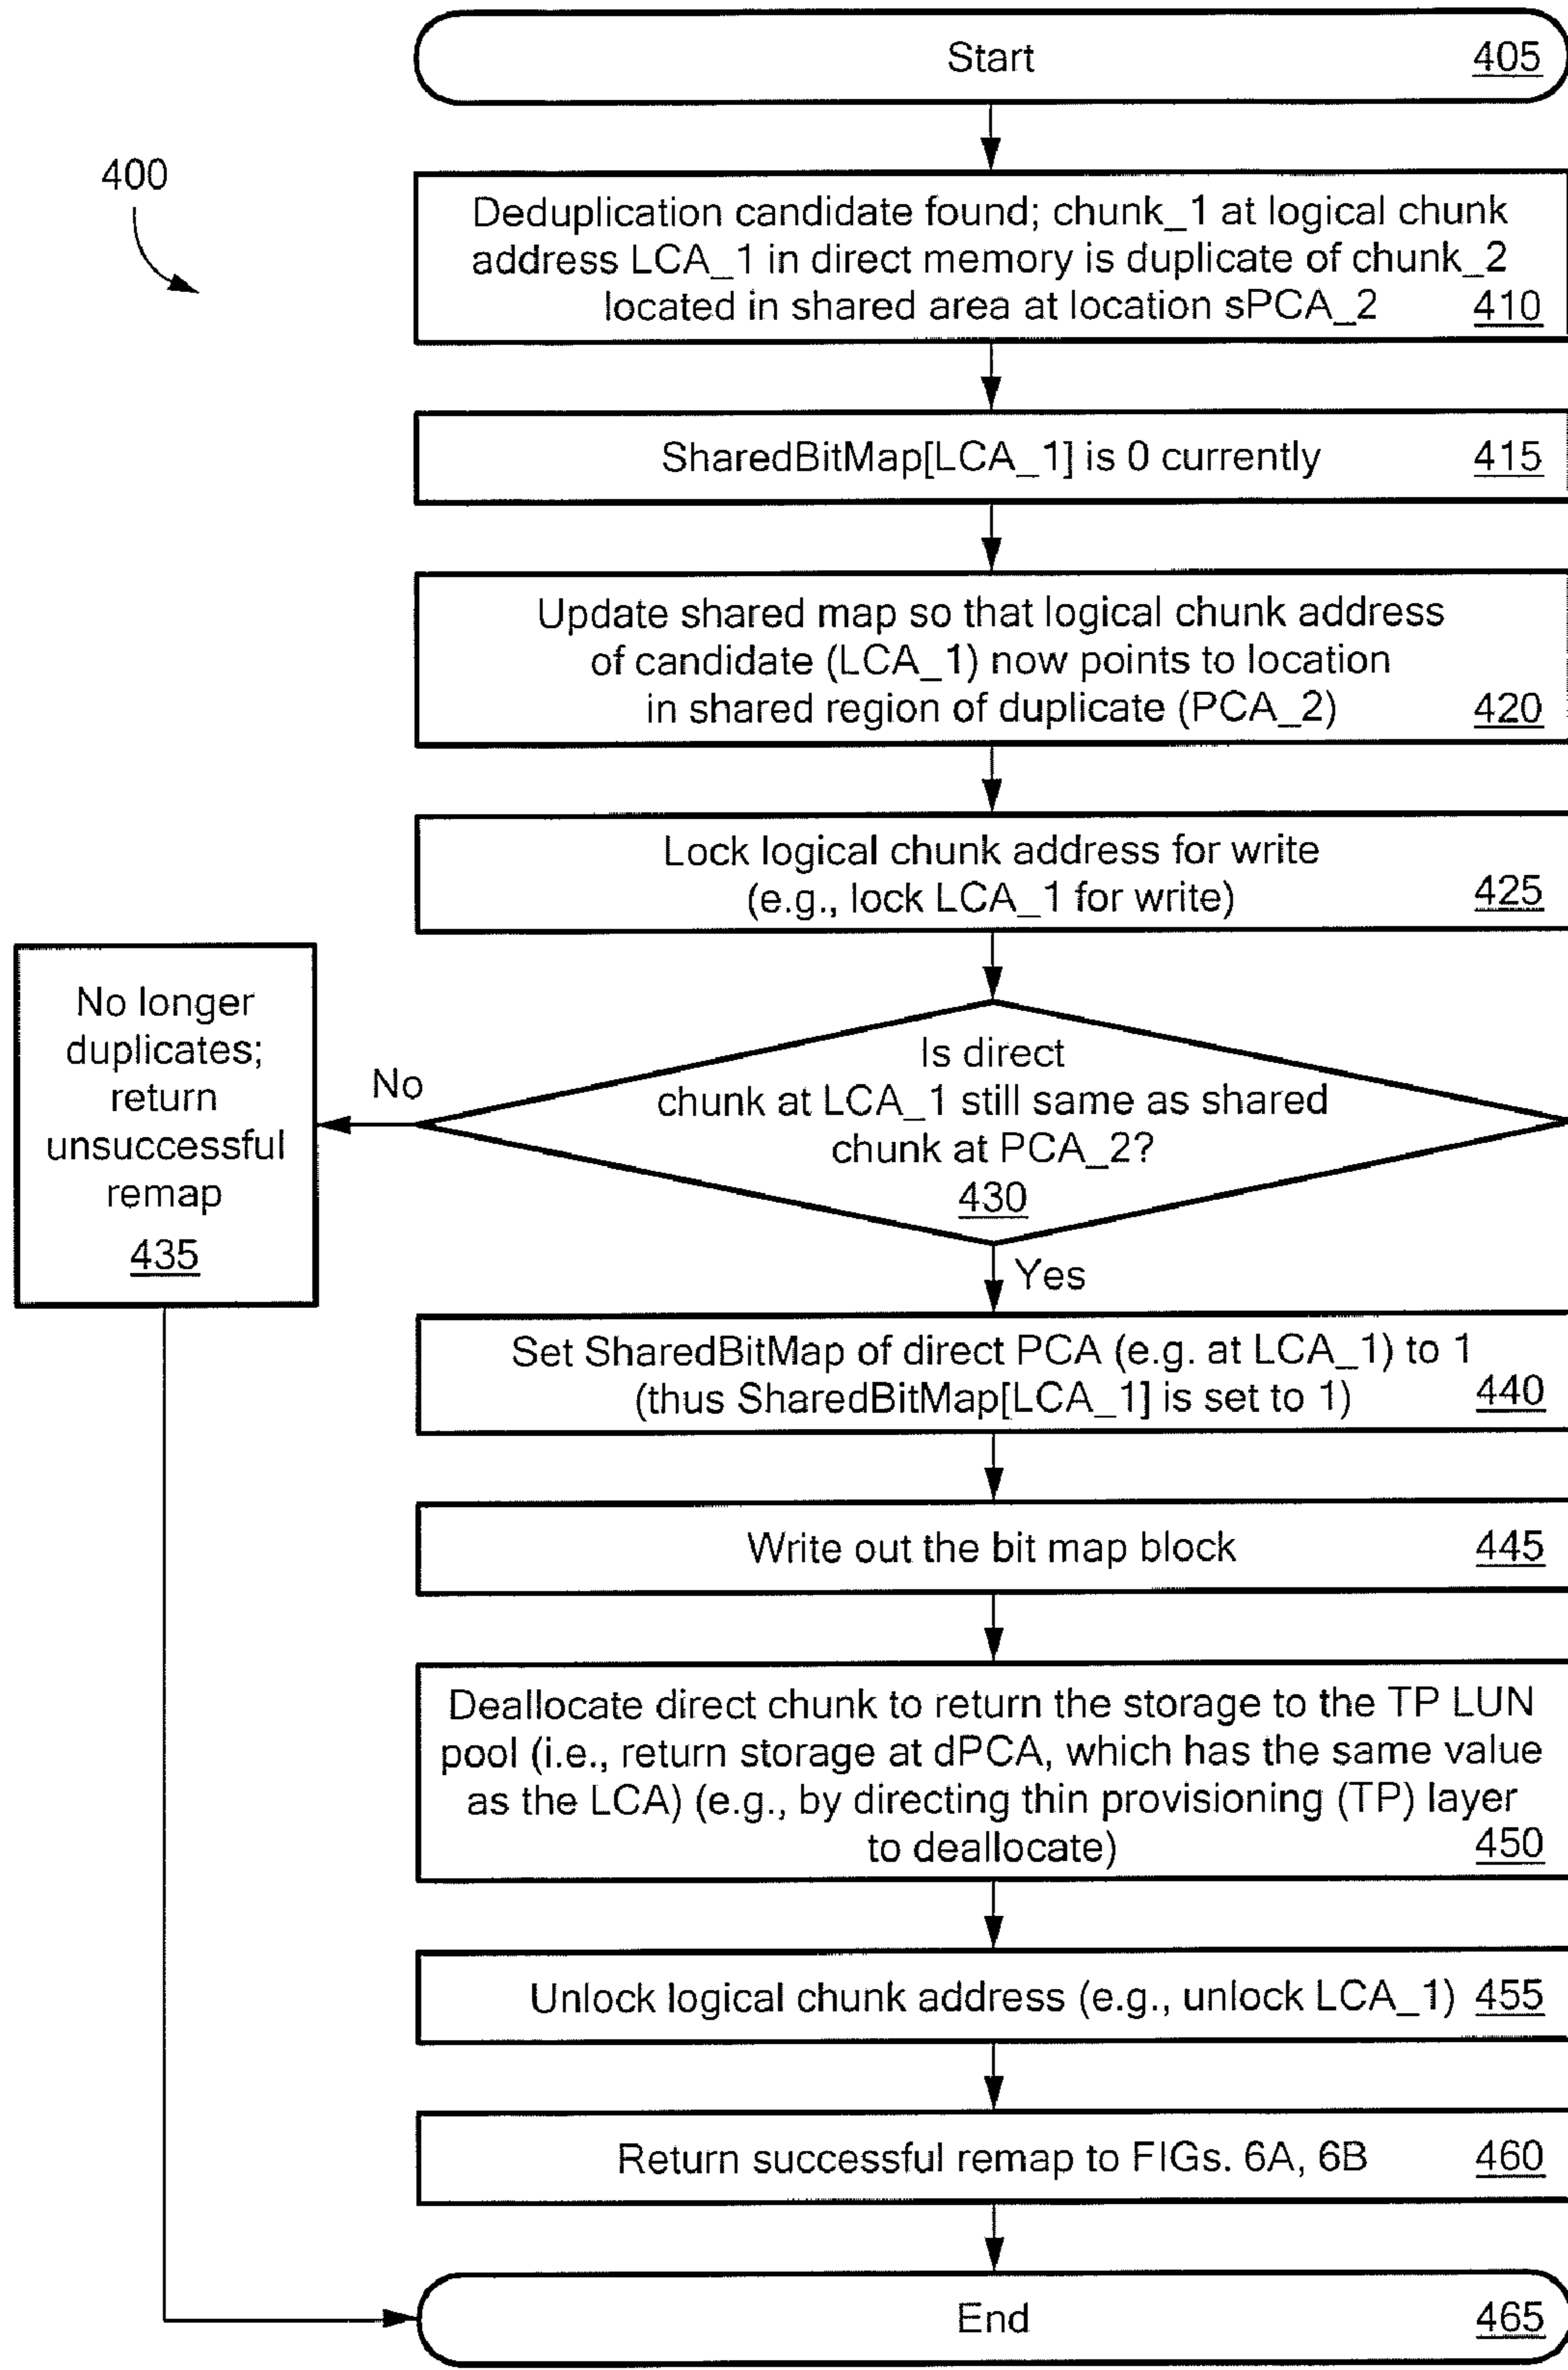 Start 405
400
Deduplication candidate found; chunk_1 at logical chunk
address LCA_1 in direct memory is duplicate of chunk_2
located in shared area at location sPCA_2 410
SharedBitMap[LCA_1] is 0 currently 415
Update shared map so that logical chunk address
of candidate (LCA_1) now points to location
in shared region of duplicate (PCA_2) 420
Lock logical chunk address for write
(e.g., lock LCA_1 for write) 425
Is direct
chunk at LCA_1 still same as shared
chunk at PCA_2?
430
No
No longer
duplicates;
return
unsuccessful
remap
435
Yes
Set SharedBitMap of direct PCA (e.g. at LCA_1) to 1
(thus SharedBitMap[LCA_1] is set to 1) 440
Write out the bit map block 445
Deallocate direct chunk to return the storage to the TP LUN
pool (i.e., return storage at dPCA, which has the same value
as the LCA) (e.g., by directing thin provisioning (TP) layer
to deallocate) 450
Unlock logical chunk address (e.g., unlock LCA_1) 455
Return successful remap to FIGs. 6A, 6B 460
End 465